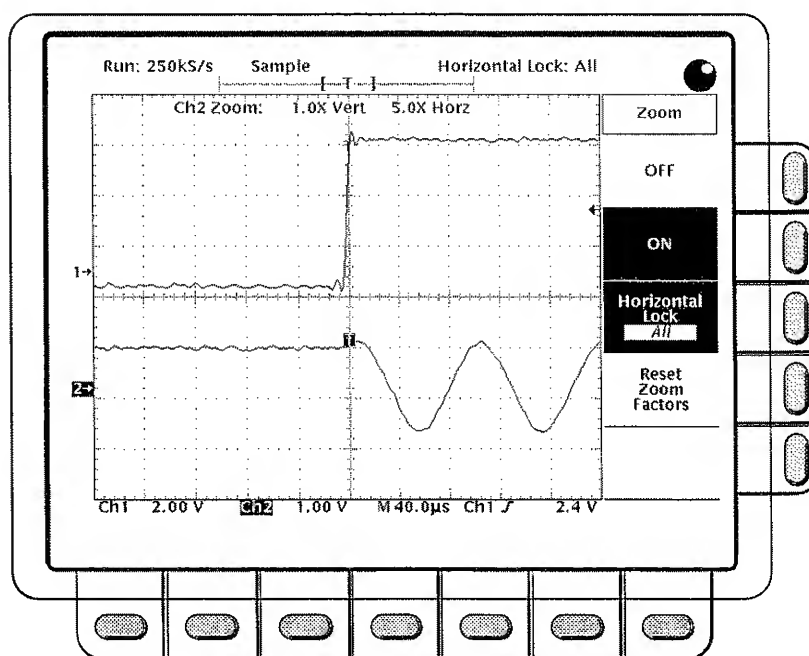 Run: 250kS/s Sample Horizontal Lock: All
[ T ]
Ch2 Zoom: 1.0X Vert 5.0X Horz
Zoom
OFF
ON
Horizontal
Lock
All
Reset
Zoom
Factors
1→
T
2→
Ch1 2.00 V Ch2 1.00 V M 40.0µs Ch1 ƒ 2.4 V